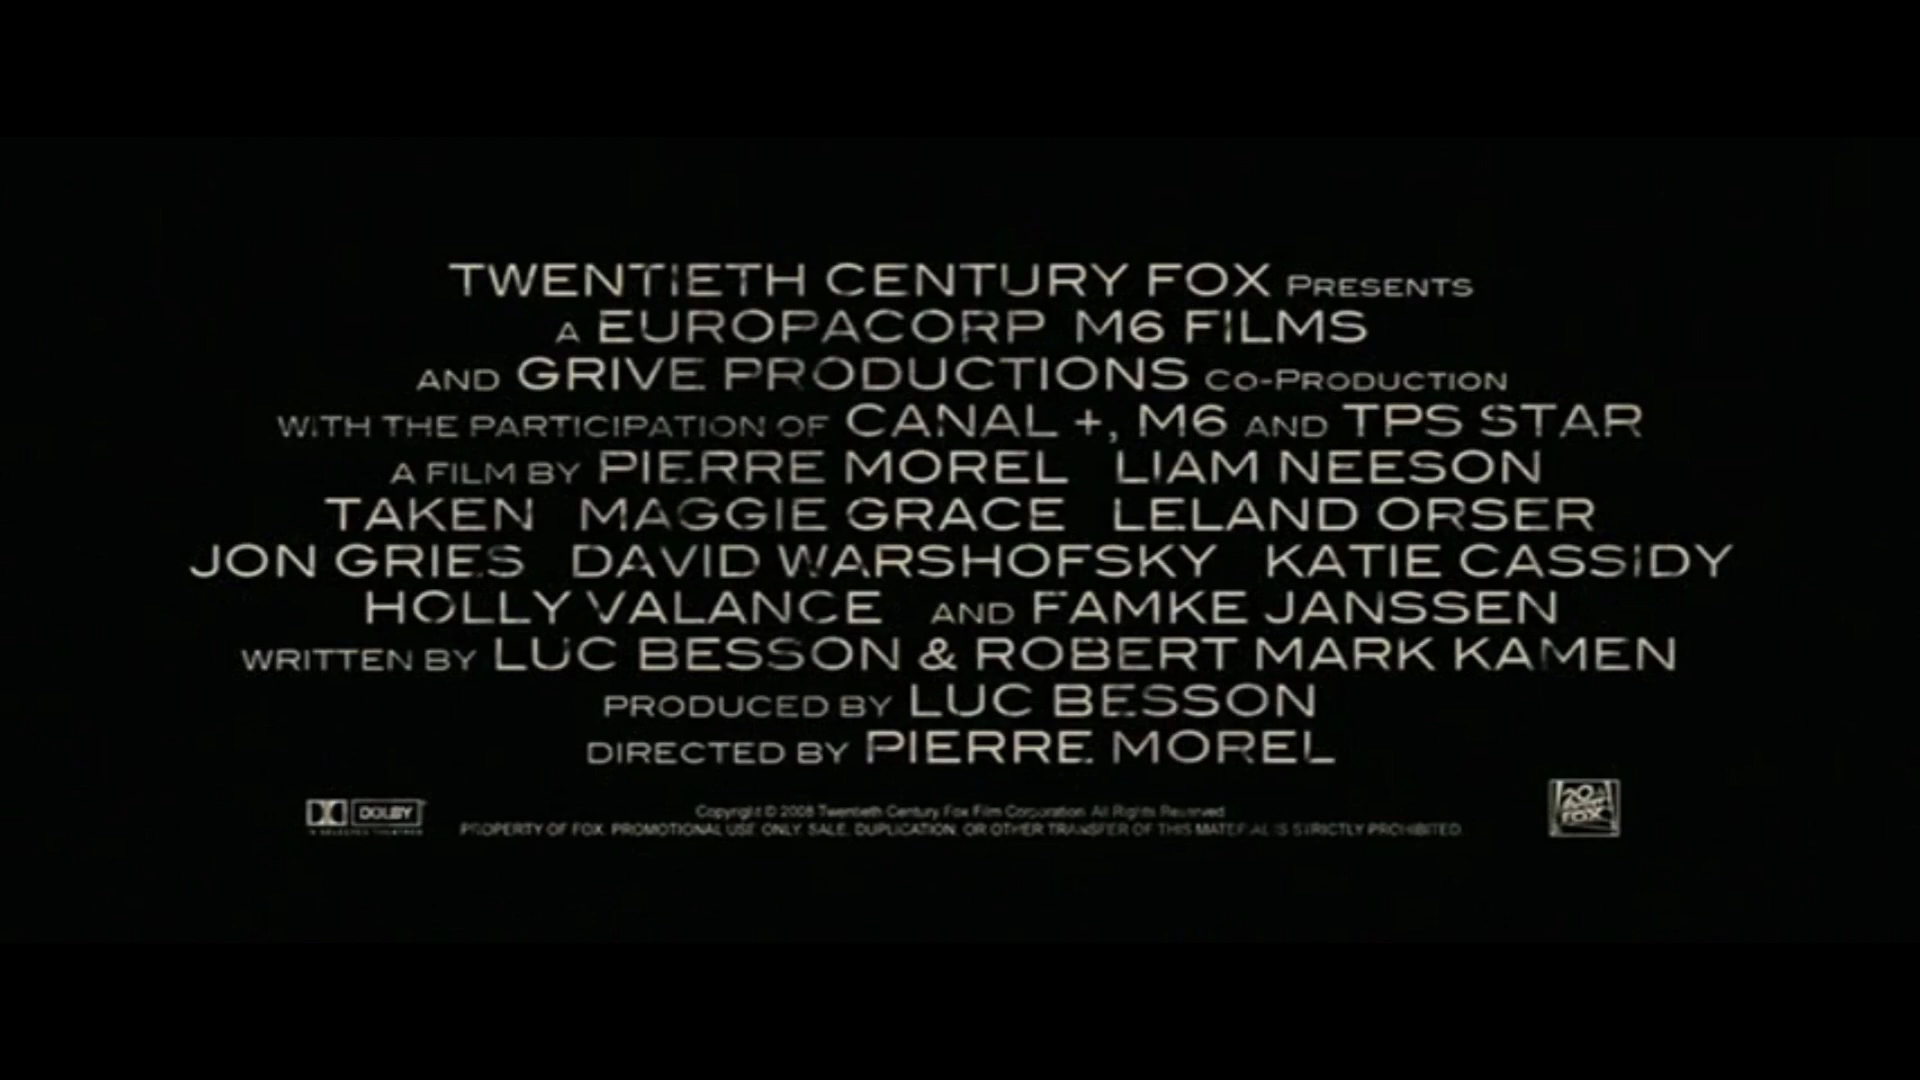 TWENTIETH CENTURY FOX PRESENTS
A EUROPACORP M6 FILMS
AND GRIVE PRODUCTIONS CO-PRODUCTION
WITH THE PARTICIPATION OF CANAL +, M6 AND TPS STAR
A FILM BY PIERRE MOREL LIAM NEESON
TAKEN MAGGIE GRACE LELAND ORSER
JON GRIES DAVID WARSHOFSKY KATIE CASSIDY
HOLLY VALANCE AND FAMKE JANSSEN
WRITTEN BY LUC BESSON & ROBERT MARK KAMEN
PRODUCED BY LUC BESSON
DIRECTED BY PIERRE MOREL
DOLBY
Copyright © 2008 Twentieth Century Fox Film Corporation. All Rights Reserved.
PROPERTY OF FOX. PROMOTIONAL USE ONLY. SALE, DUPLICATION, OR OTHER TRANSFER OF THIS MATERIAL IS STRICTLY PROHIBITED.
20th CENTURY FOX